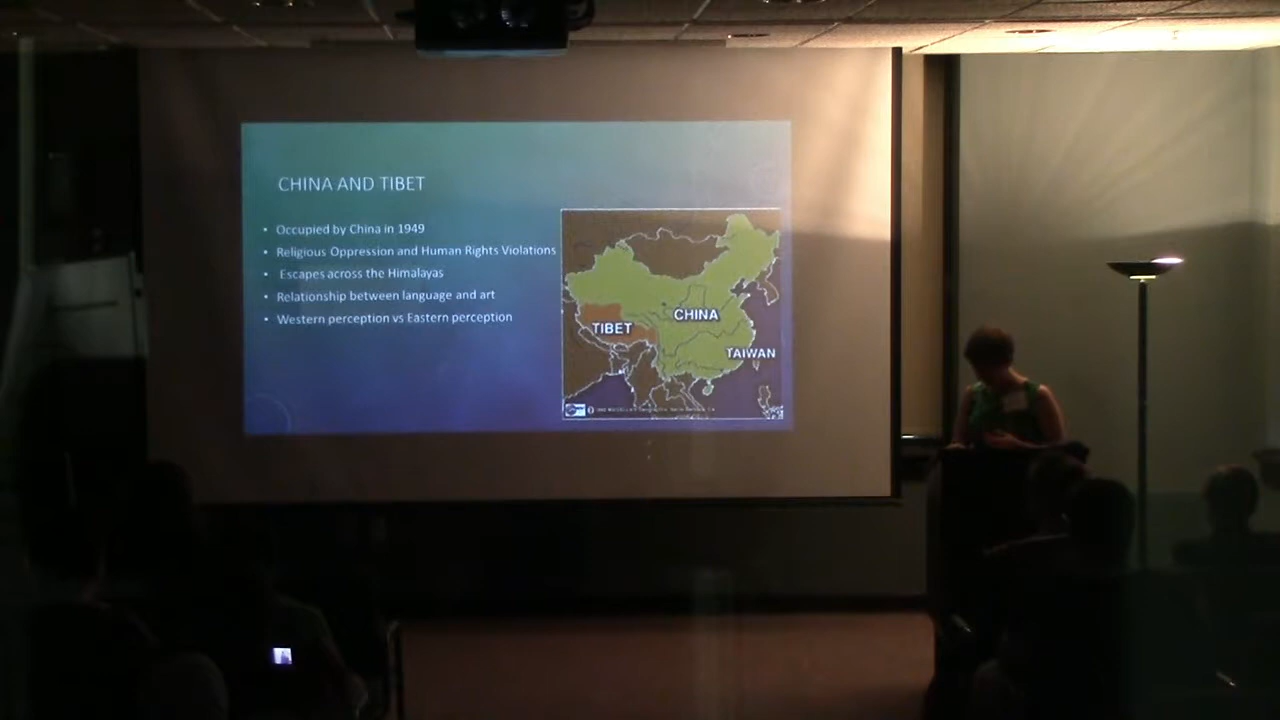 CHINA AND TIBET
• Occupied by China in 1949
• Religious Oppression and Human Rights Violations
• Escapes across the Himalayas
• Relationship between language and art
• Western perception vs Eastern perception
CHINA
TIBET
TAIWAN